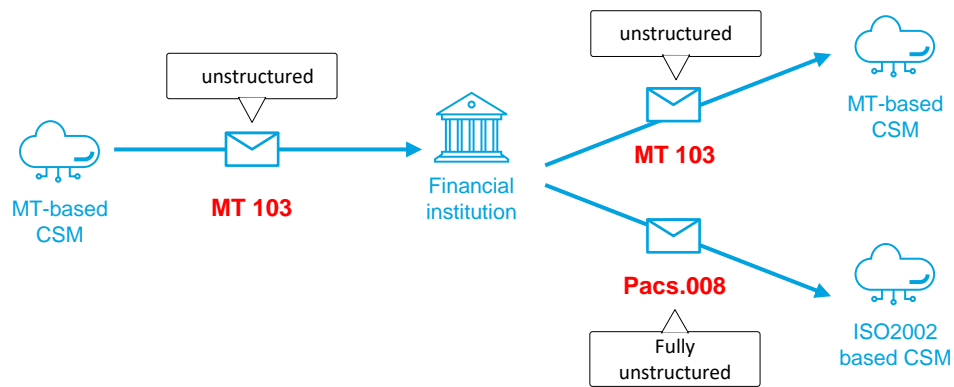 unstructured
MT-based
CSM
MT 103
Financial
institution
unstructured
MT 103
MT-based
CSM
Pacs.008
Fully
unstructured
ISO2002
based CSM